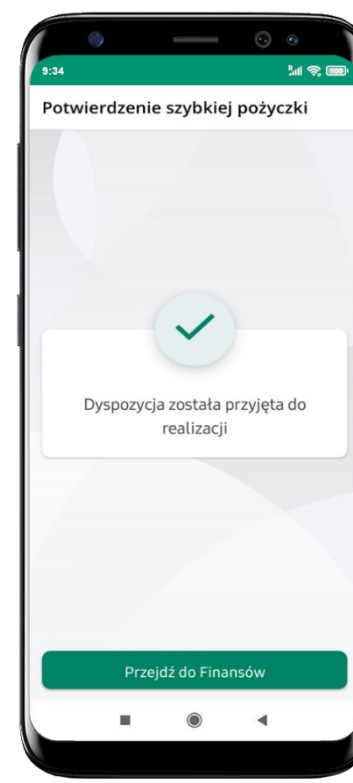 9:34
Potwierdzenie szybkiej pożyczki
Dyspozycja została przyjęta do
realizacji
Przejdź do Finansów